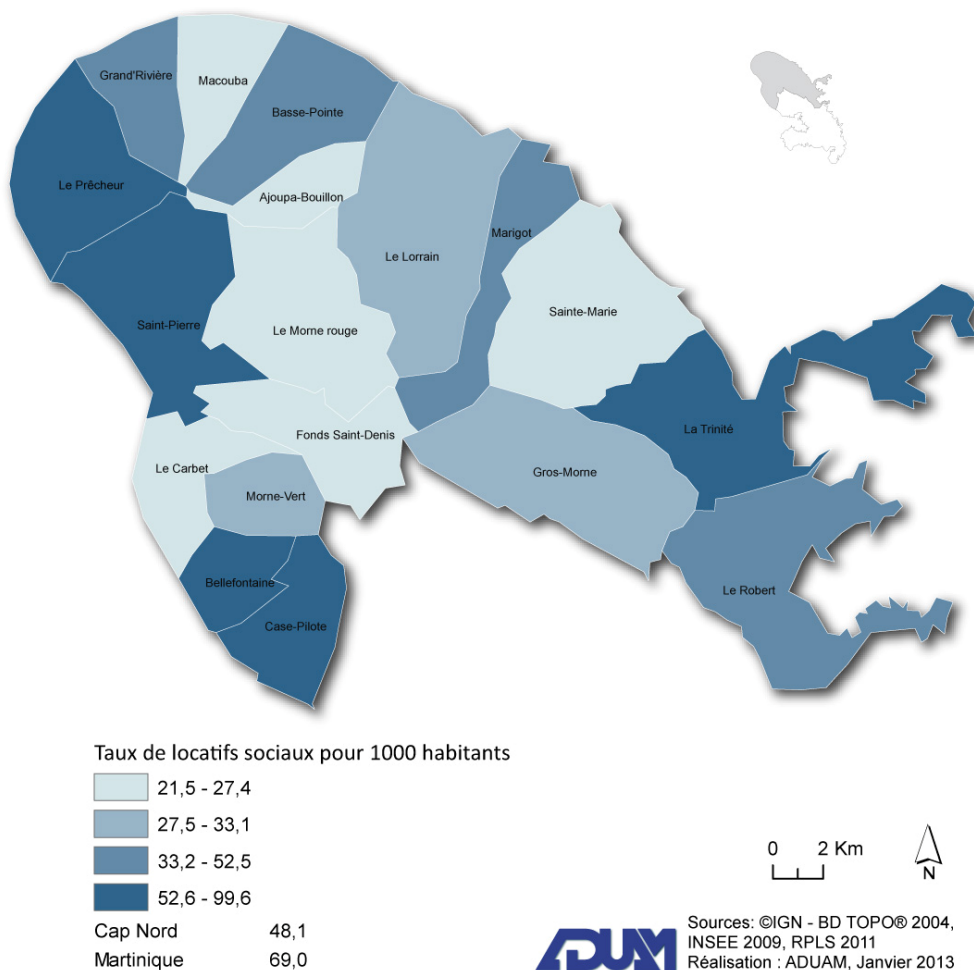 Grand'Rivière
Macouba
Basse-Pointe
Le Prêcheur
Ajoupa-Bouillon
Marigot
Le Lorrain
Sainte-Marie
Saint-Pierre
Le Morne rouge
La Trinité
Fonds Saint-Denis
Le Carbet
Gros-Morne
Morne-Vert
Bellefontaine
Le Robert
Case-Pilote
Taux de locatifs sociaux pour 1000 habitants
21,5 - 27,4
27,5 - 33,1
33,2 - 52,5
52,6 - 99,6
Cap Nord 48,1
Martinique 69,0
0 2 Km
N
ADUAM
Sources: ©IGN - BD TOPO® 2004,
INSEE 2009, RPLS 2011
Réalisation : ADUAM, Janvier 2013